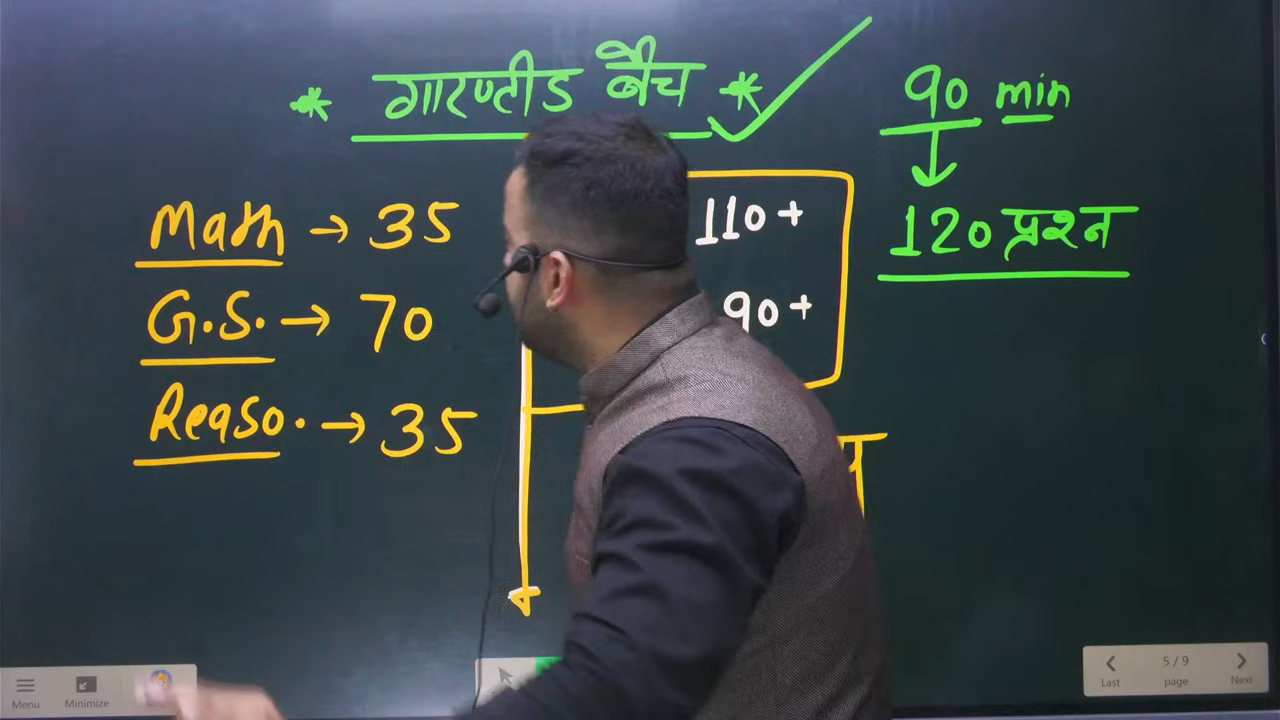 * गारण्टीड बैच *
90 min
120 प्रश्न
Math → 35
G.S. → 70
Reaso. → 35
110+
90+
Menu
Minimize
5 / 9
Last
page
Next